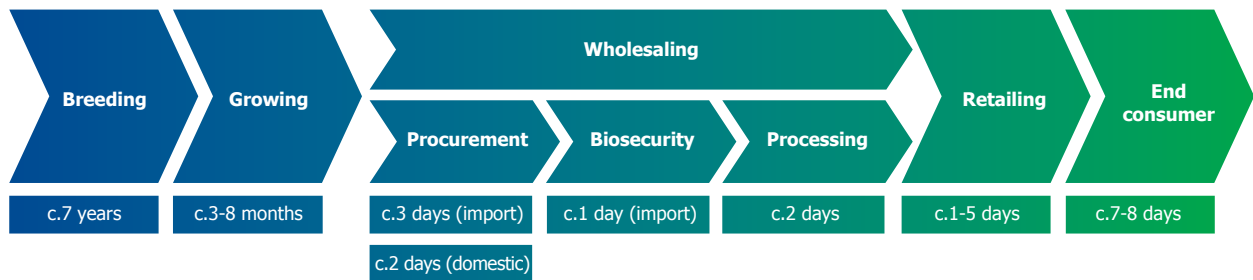 Wholesaling
Breeding
Growing
Retailing
End
consumer
Procurement
Biosecurity
Processing
c.7 years
c.3-8 months
c.3 days (import)
c.1 day (import)
c.2 days
c.1-5 days
c.7-8 days
c.2 days (domestic)